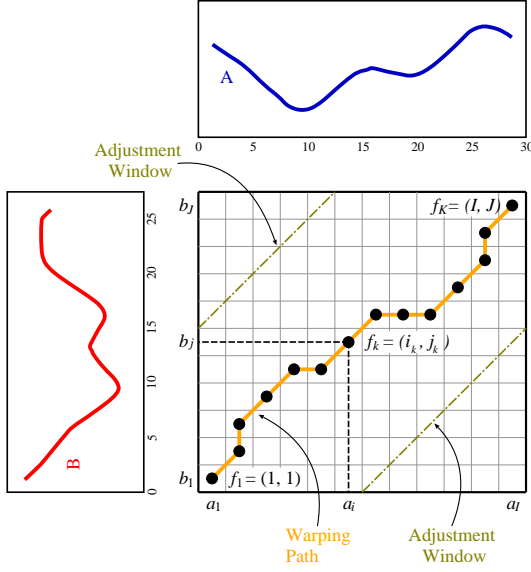 A
0 5 10 15 20 25 30
Adjustment
Window
B
0 5 10 15 20 25
b_J
f_K = (I, J)
b_j
f_k = (i_k, j_k)
b_1
f_1 = (1, 1)
a_1 a_i a_I
Warping
Path
Adjustment
Window